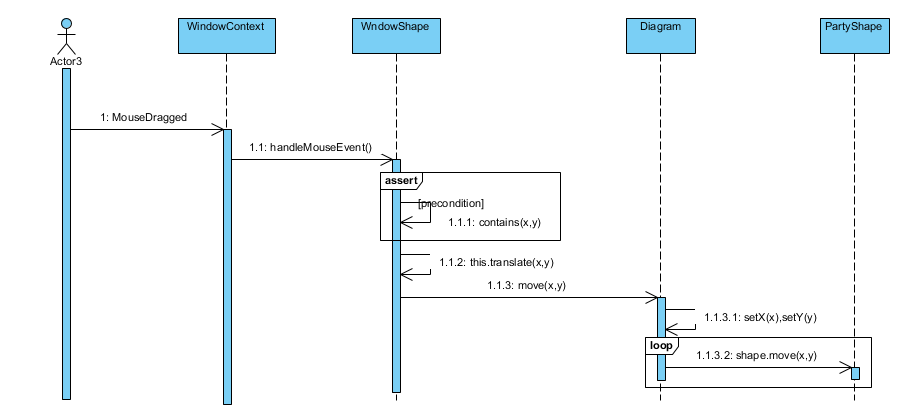 WindowContext
WndowShape
Diagram
PartyShape
Actor3
1: MouseDragged
1.1: handleMouseEvent()
assert
[precondition]
1.1.1: contains(x,y)
1.1.2: this.translate(x,y)
1.1.3: move(x,y)
1.1.3.1: setX(x),setY(y)
loop
1.1.3.2: shape.move(x,y)